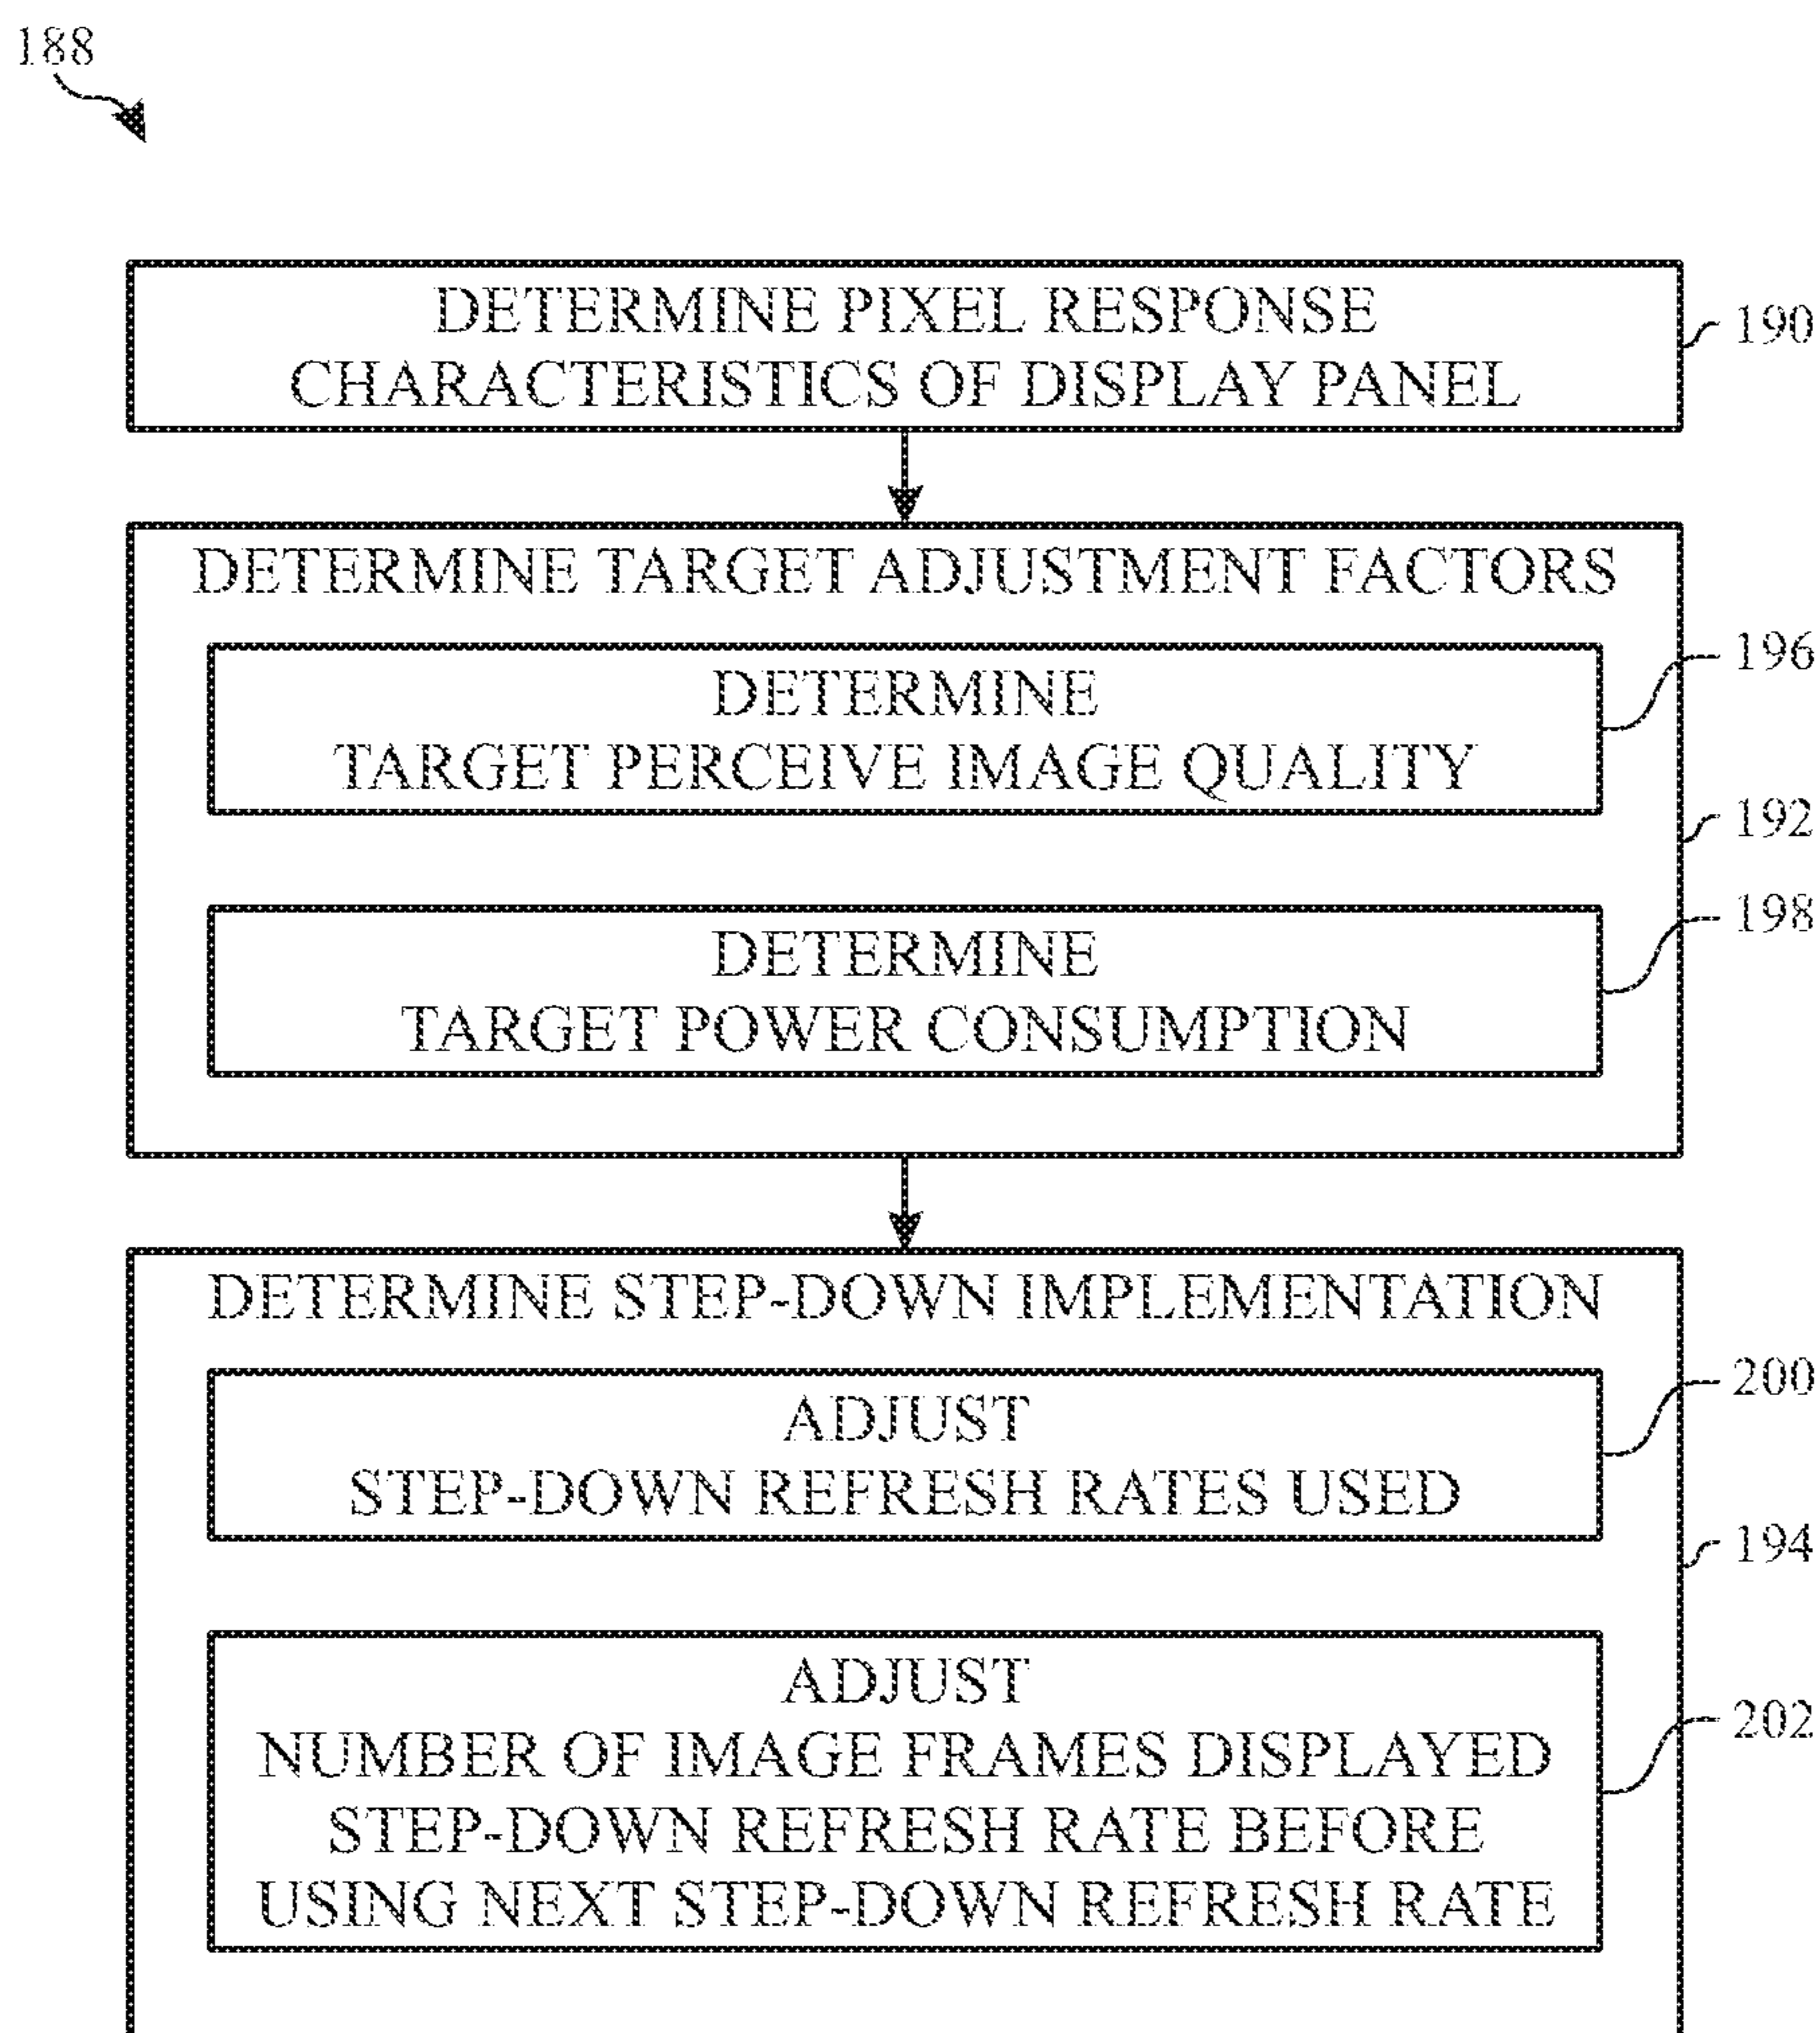 188
DETERMINE PIXEL RESPONSE
CHARACTERISTICS OF DISPLAY PANEL
190
DETERMINE TARGET ADJUSTMENT FACTORS
DETERMINE
TARGET PERCEIVE IMAGE QUALITY
196
192
DETERMINE
TARGET POWER CONSUMPTION
198
DETERMINE STEP-DOWN IMPLEMENTATION
ADJUST
STEP-DOWN REFRESH RATES USED
200
194
ADJUST
NUMBER OF IMAGE FRAMES DISPLAYED
STEP-DOWN REFRESH RATE BEFORE
USING NEXT STEP-DOWN REFRESH RATE
202